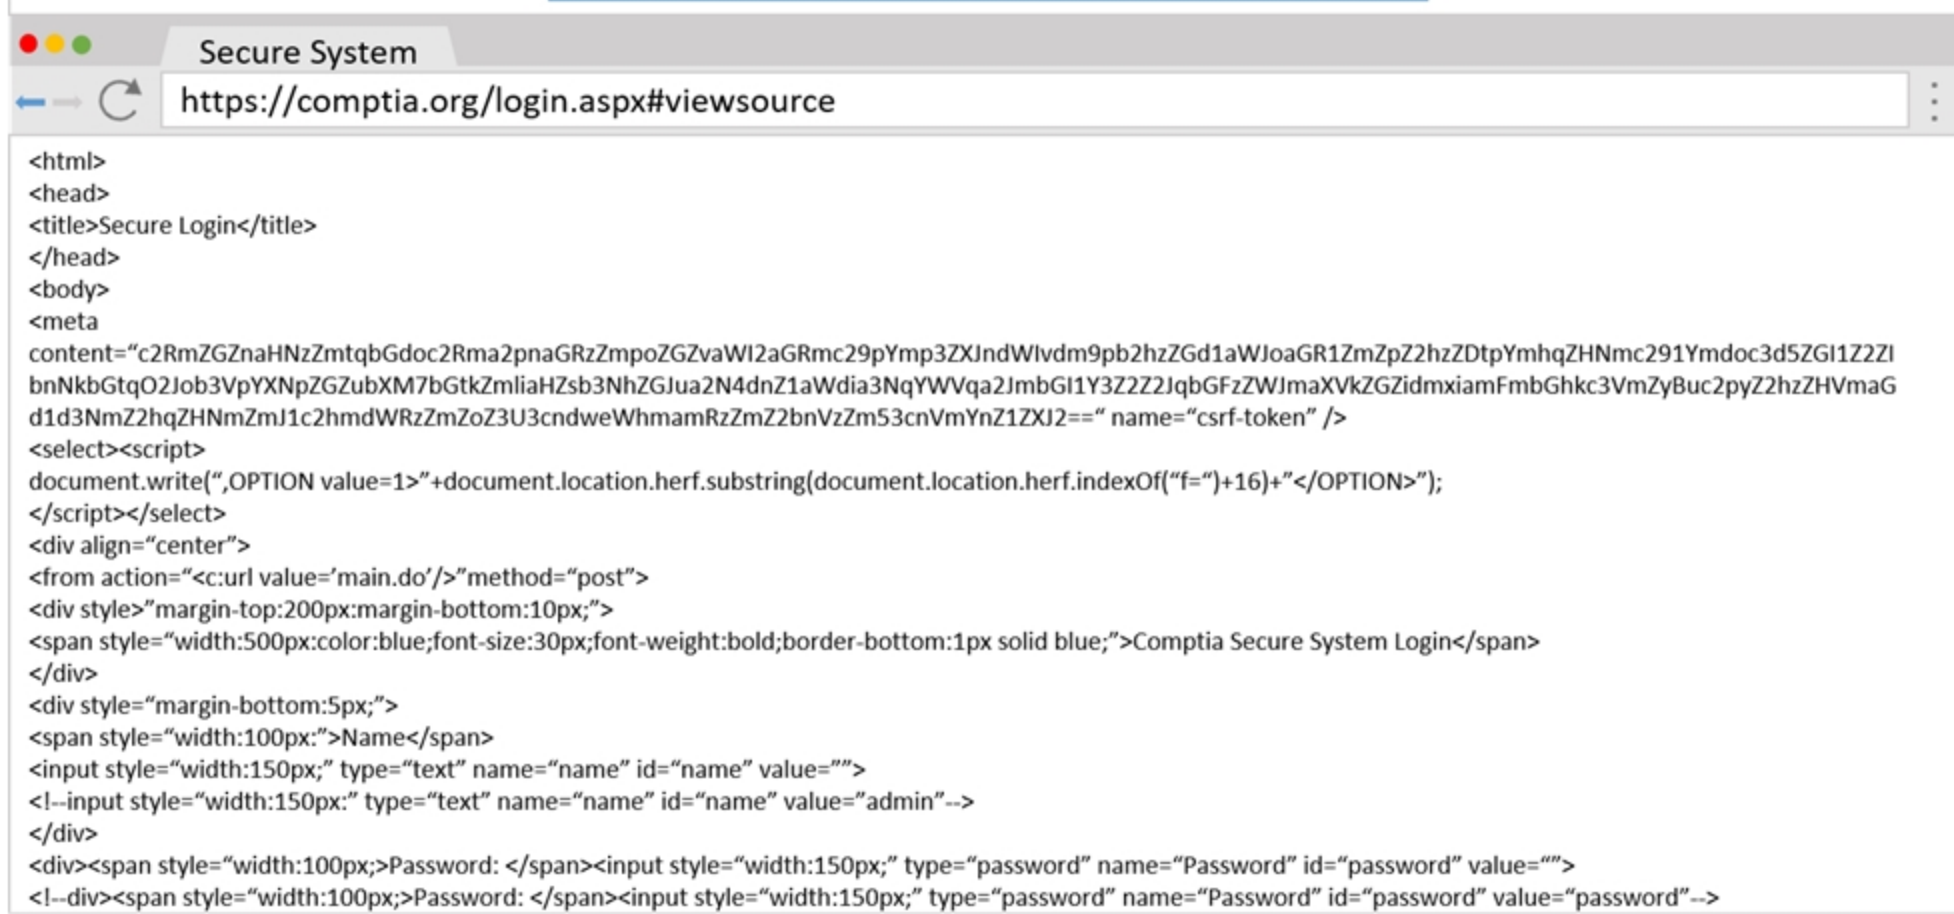 Secure System
https://comptia.org/login.aspx#viewsource
<html>
<head>
<title>Secure Login</title>
</head>
<body>
<meta
content=“c2RmZGZnaHNzZmtqbGdoc2Rma2pnaGRzZmpoZGZvaWI2aGRmc29pYmp3ZXJndWIvdm9pb2hzZGd1aWJoaGR1ZmZpZ2hzZDtpYmhqZHNmc291Ymdoc3d5ZGI1Z2ZI
bnNkbGtqO2Job3VpYXNpZGZubXM7bGtkZmliaHZsb3NhZGJua2N4dnZ1aWdia3NqYWVqa2JmbGI1Y3Z2Z2JqbGFzZWJmaXVkZGZidmxiamFmbGhkc3VmZyBuc2pyZ2hzZHVmaG
d1d3NmZ2hqZHNmZmJ1c2hmdWRzZmZoZ3U3cndweWhmamRzZmZ2bnVzZm53cnVmYnZ1ZXJ2==“ name=“csrf-token” />
<select><script>
document.write(“,OPTION value=1>”+document.location.herf.substring(document.location.herf.indexOf(“f=“)+16)+”</OPTION>”);
</script></select>
<div align=“center”>
<from action=“<c:url value=’main.do’/>”method=“post”>
<div style>”margin-top:200px:margin-bottom:10px;”>
<span style=“width:500px:color:blue;font-size:30px;font-weight:bold;border-bottom:1px solid blue;”>Comptia Secure System Login</span>
</div>
<div style=“margin-bottom:5px;”>
<span style=“width:100px:”>Name</span>
<input style=“width:150px;” type=“text” name=“name” id=“name” value=“”>
<!--input style=“width:150px:” type=“text” name=“name” id=“name” value=”admin”-->
</div>
<div><span style=“width:100px;>Password: </span><input style=“width:150px;” type=“password” name=“Password” id=“password” value=“”>
<!--div><span style=“width:100px;>Password: </span><input style=“width:150px;” type=“password” name=“Password” id=“password” value=“password”-->